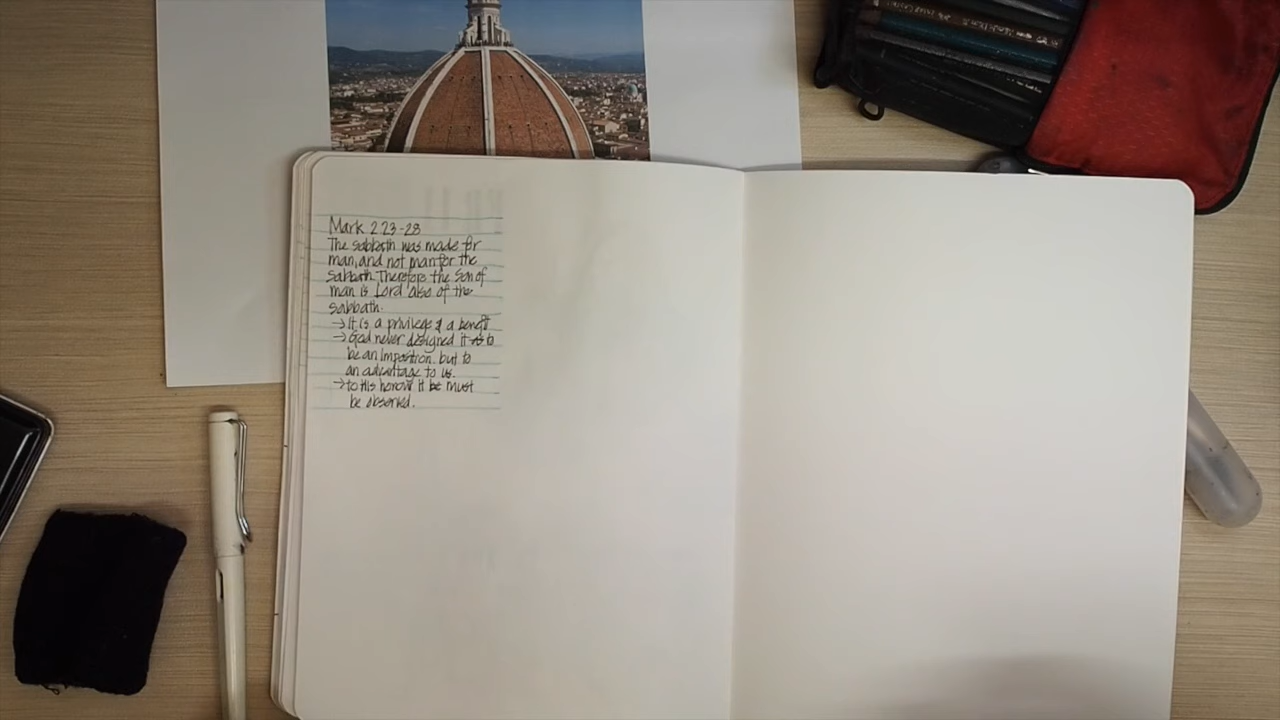 Mark 2 23-28
The sabbath was made for
man, and not man for the
sabbath. Therefore the Son of
man is Lord also of the
sabbath.
→ It is a privilege & a benefit
→ God never designed it to
be an imposition. but to
an advantage to us.
→ to His honour it must
be observed.